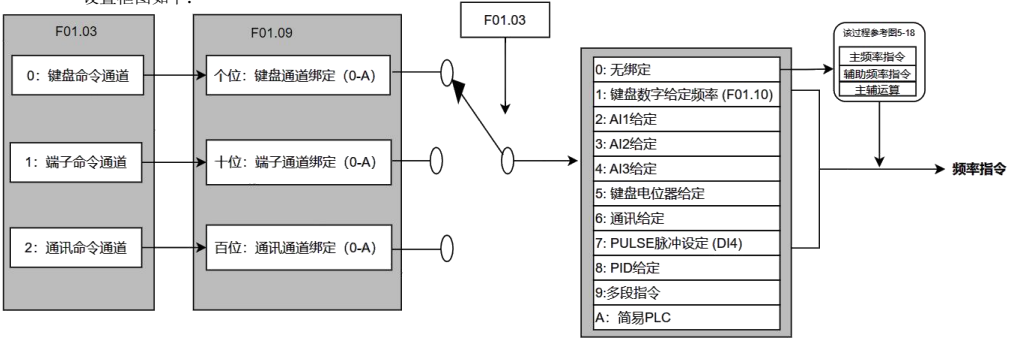 F01.03
0：键盘命令通道
1：端子命令通道
2：通讯命令通道
F01.09
个位：键盘通道绑定（0-A）
十位：端子通道绑定（0-A）
百位：通讯通道绑定（0-A）
F01.03
0: 无绑定
1: 键盘数字给定频率 (F01.10)
2: AI1给定
3: AI2给定
4: AI3给定
5: 键盘电位器给定
6: 通讯给定
7: PULSE脉冲设定 (DI4)
8: PID给定
9:多段指令
A：简易PLC
该过程参考图5-18
主频率指令
辅助频率指令
主辅运算
频率指令